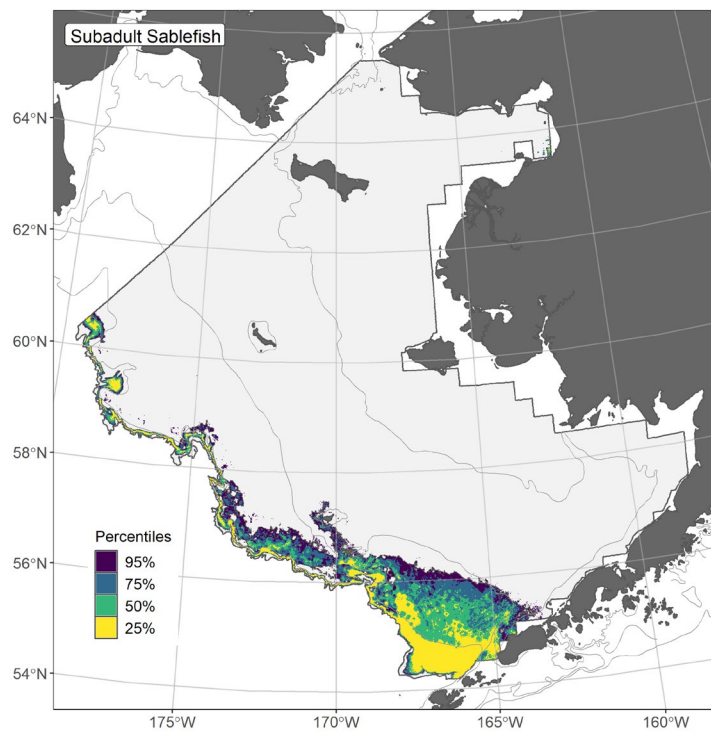 Subadult Sablefish
64°N
62°N
60°N
58°N
56°N
54°N
Percentiles
95%
75%
50%
25%
175°W
170°W
165°W
160°W